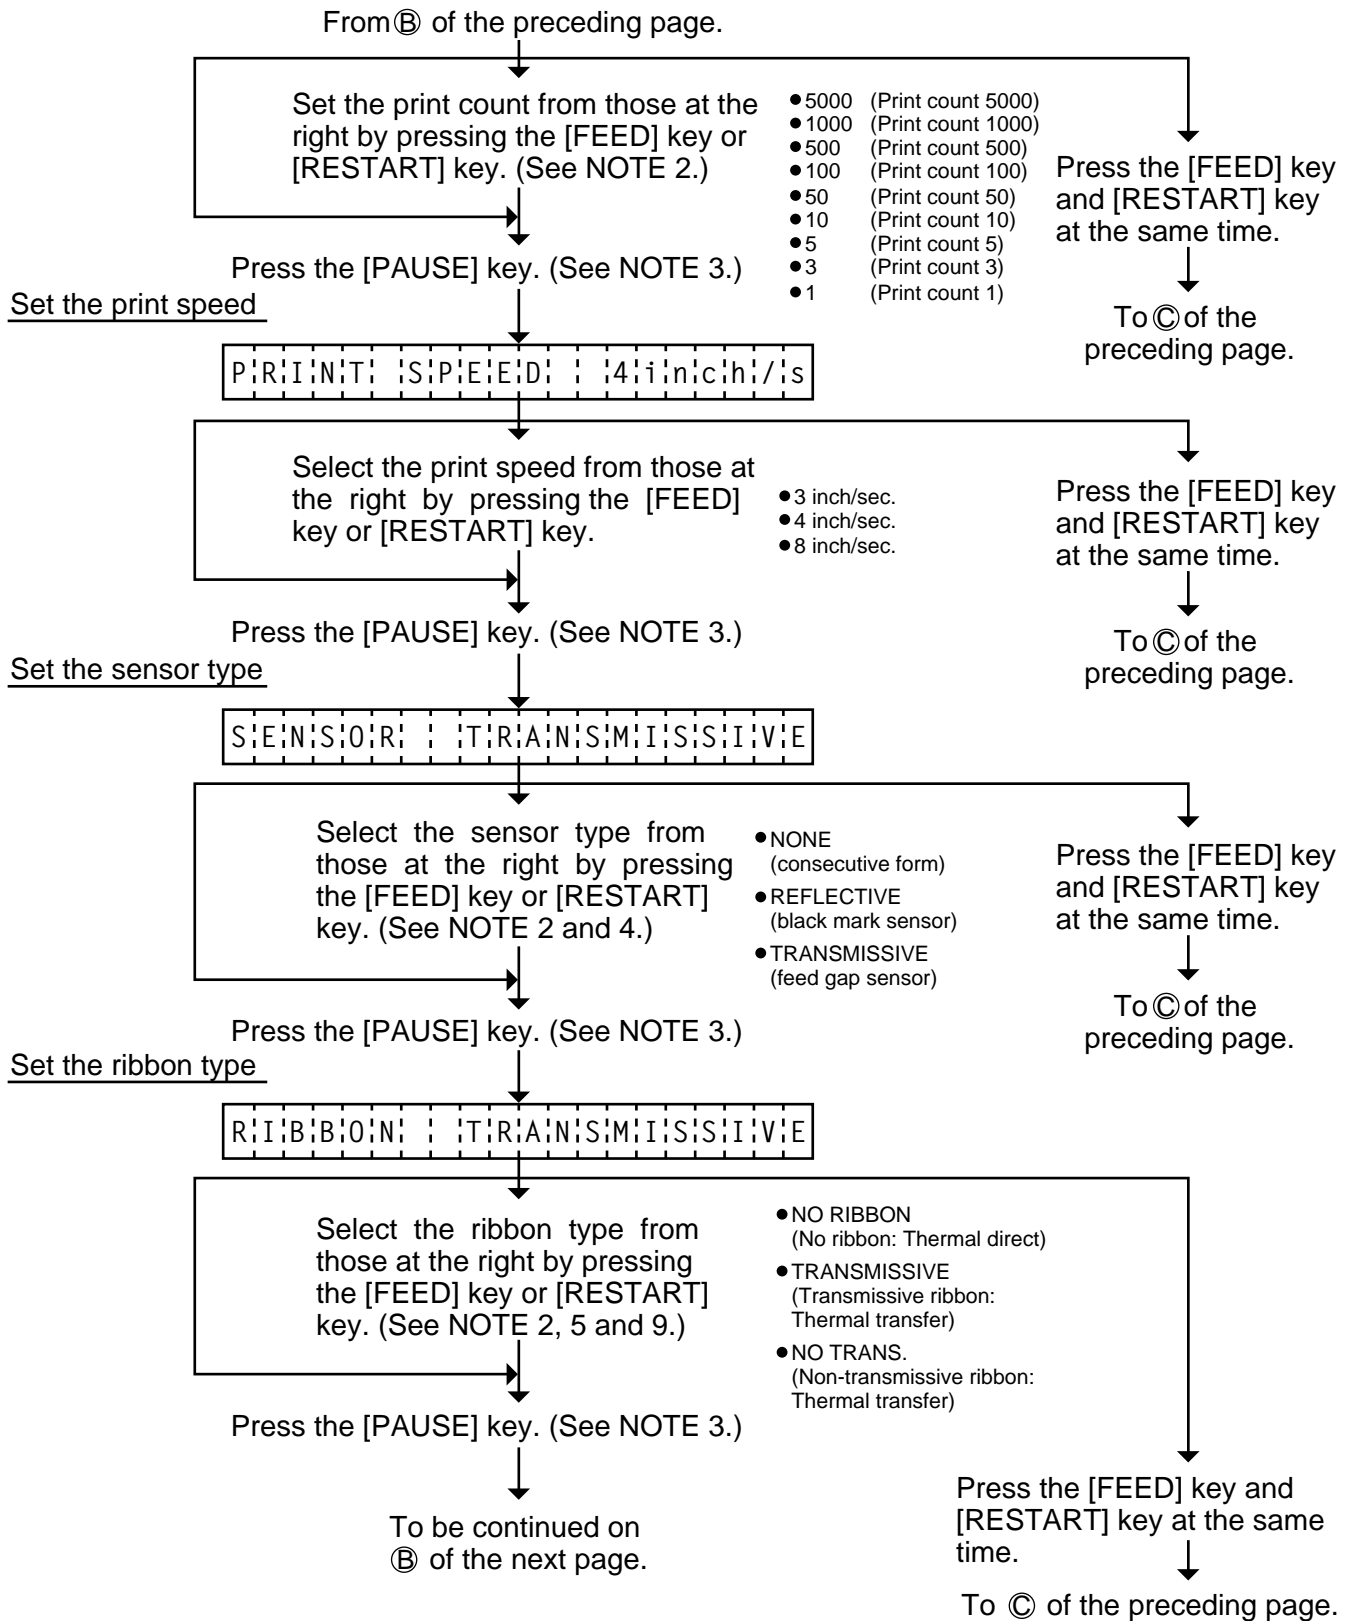 From Ⓑ of the preceding page.
Set the print count from those at the
right by pressing the [FEED] key or
[RESTART] key. (See NOTE 2.)
●5000 (Print count 5000)
●1000 (Print count 1000)
●500 (Print count 500)
●100 (Print count 100)
●50 (Print count 50)
●10 (Print count 10)
●5 (Print count 5)
●3 (Print count 3)
●1 (Print count 1)
Press the [FEED] key
and [RESTART] key
at the same time.
To Ⓒ of the
preceding page.
Press the [PAUSE] key. (See NOTE 3.)
Set the print speed
PRINT SPEED  4inch/s
Select the print speed from those at
the right by pressing the [FEED]
key or [RESTART] key.
●3 inch/sec.
●4 inch/sec.
●8 inch/sec.
Press the [FEED] key
and [RESTART] key
at the same time.
To Ⓒ of the
preceding page.
Press the [PAUSE] key. (See NOTE 3.)
Set the sensor type
SENSOR  TRANSMISSIVE
Select the sensor type from
those at the right by pressing
the [FEED] key or [RESTART]
key. (See NOTE 2 and 4.)
●NONE
(consecutive form)
●REFLECTIVE
(black mark sensor)
●TRANSMISSIVE
(feed gap sensor)
Press the [FEED] key
and [RESTART] key
at the same time.
To Ⓒ of the
preceding page.
Press the [PAUSE] key. (See NOTE 3.)
Set the ribbon type
RIBBON  TRANSMISSIVE
Select the ribbon type from
those at the right by pressing
the [FEED] key or [RESTART]
key. (See NOTE 2, 5 and 9.)
●NO RIBBON
(No ribbon: Thermal direct)
●TRANSMISSIVE
(Transmissive ribbon:
Thermal transfer)
●NO TRANS.
(Non-transmissive ribbon:
Thermal transfer)
Press the [PAUSE] key. (See NOTE 3.)
To be continued on
Ⓑ of the next page.
Press the [FEED] key and
[RESTART] key at the same
time.
To Ⓒ of the preceding page.